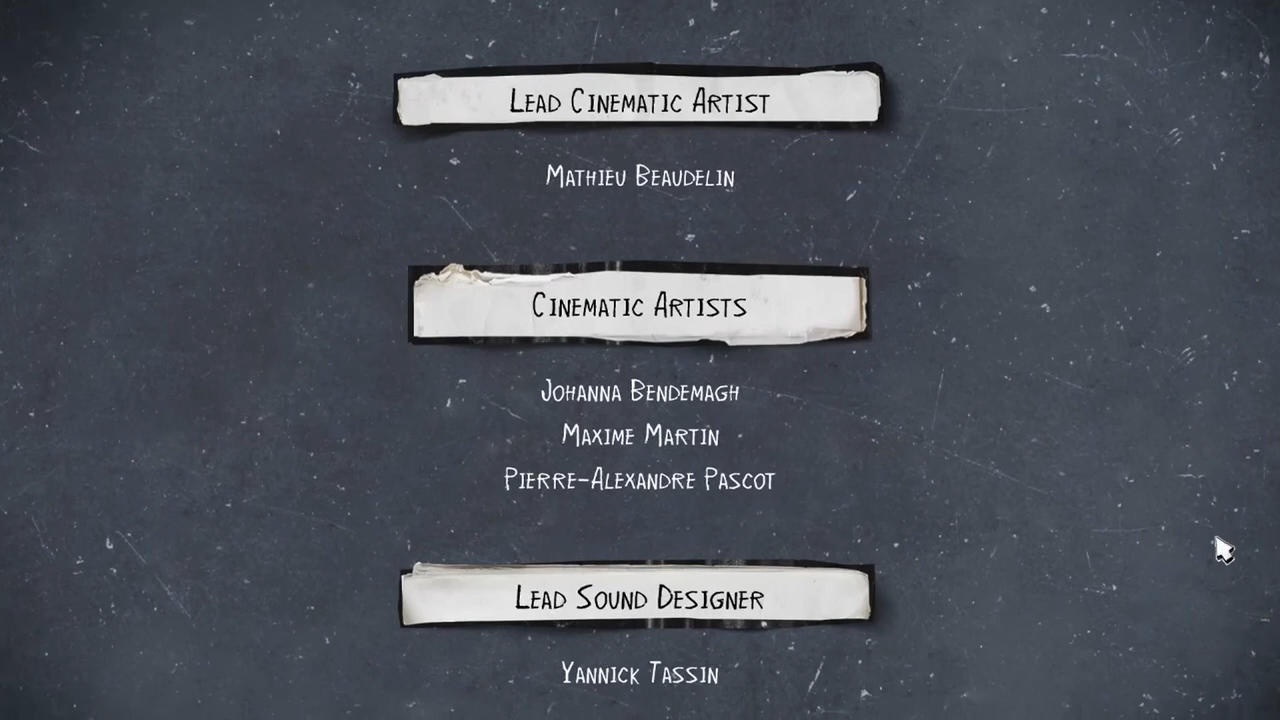 Lead Cinematic Artist
Mathieu Beaudelin
Cinematic Artists
Johanna Bendemagh
Maxime Martin
Pierre-Alexandre Pascot
Lead Sound Designer
Yannick Tassin